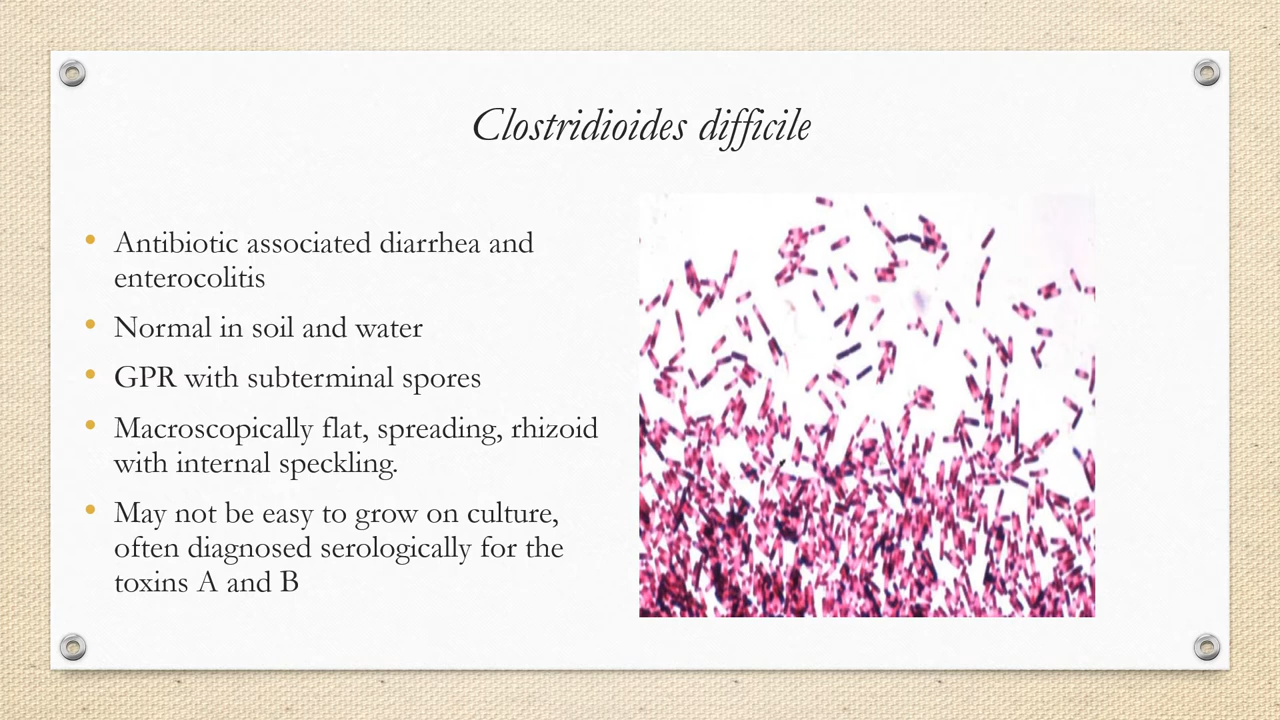 Clostridioides difficile
• Antibiotic associated diarrhea and
enterocolitis
• Normal in soil and water
• GPR with subterminal spores
• Macroscopically flat, spreading, rhizoid
with internal speckling.
• May not be easy to grow on culture,
often diagnosed serologically for the
toxins A and B